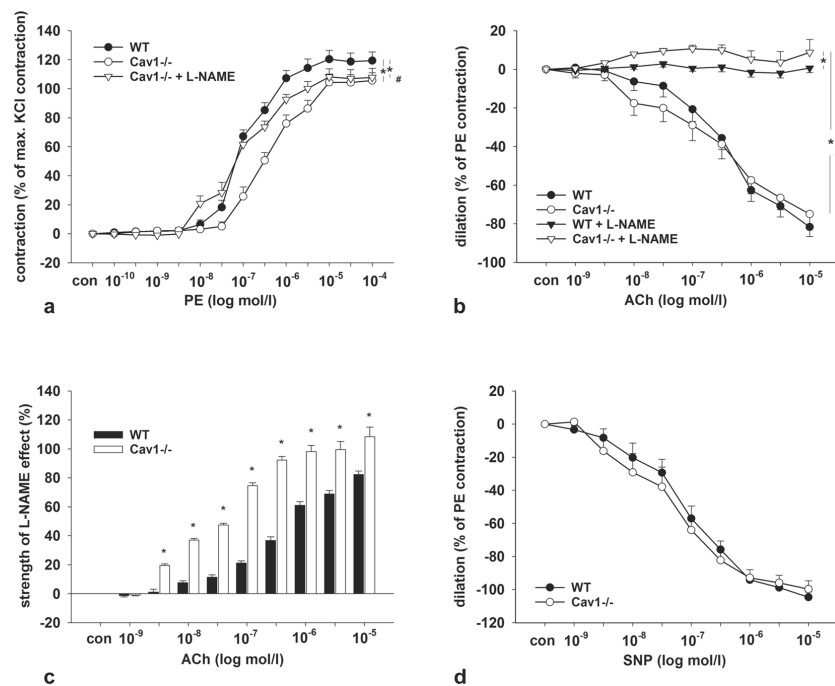 140
120
100
80
60
40
20
0
-20
contraction (% of max. KCl contraction)
WT
Cav1-/-
Cav1-/- + L-NAME
* *
#
con 10-10 10-9 10-8 10-7 10-6 10-5 10-4
PE (log mol/l)
a
20
0
-20
-40
-60
-80
-100
dilation (% of PE contraction)
*
*
WT
Cav1-/-
WT + L-NAME
Cav1-/- + L-NAME
con 10-9 10-8 10-7 10-6 10-5
ACh (log mol/l)
b
140
120
100
80
60
40
20
0
-20
strength of L-NAME effect (%)
WT
Cav1-/-
* * * * * * * *
con 10-9 10-8 10-7 10-6 10-5
ACh (log mol/l)
c
20
0
-20
-40
-60
-80
-100
-120
dilation (% of PE contraction)
WT
Cav1-/-
con 10-9 10-8 10-7 10-6 10-5
SNP (log mol/l)
d